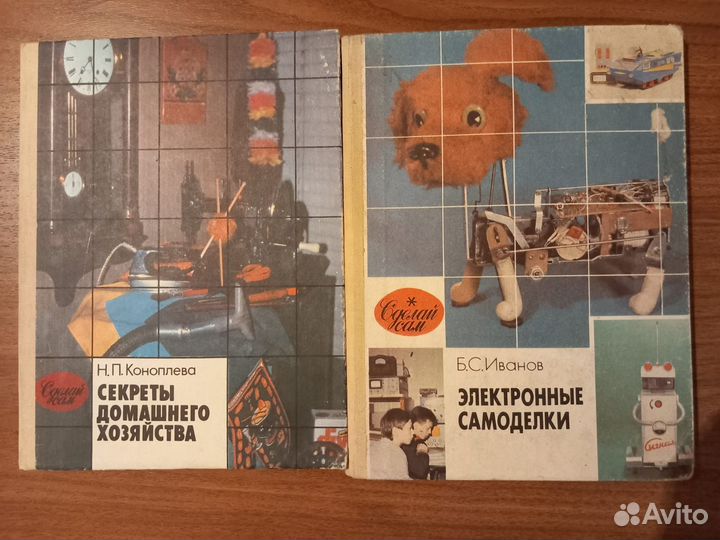 Н.П. Коноплева
СЕКРЕТЫ
ДОМАШНЕГО
ХОЗЯЙСТВА
Сделай
сам
Сделай
сам
Б.С. Иванов
ЭЛЕКТРОННЫЕ
САМОДЕЛКИ
Avito